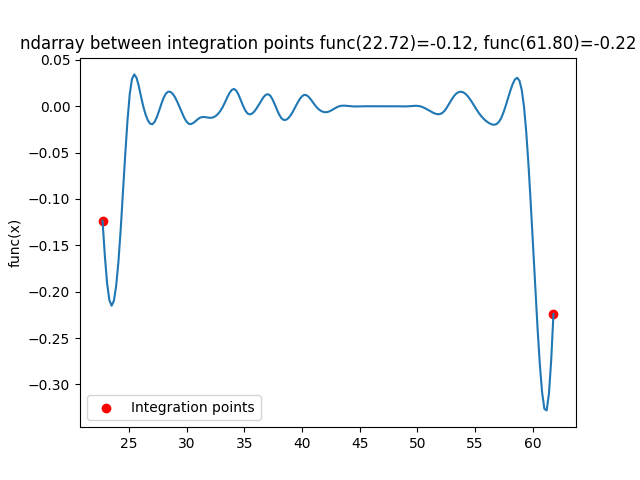 ndarray between integration points func(22.72)=-0.12, func(61.80)=-0.22
0.05
0.00
−0.05
−0.10
−0.15
−0.20
−0.25
−0.30
func(x)
Integration points
25 30 35 40 45 50 55 60